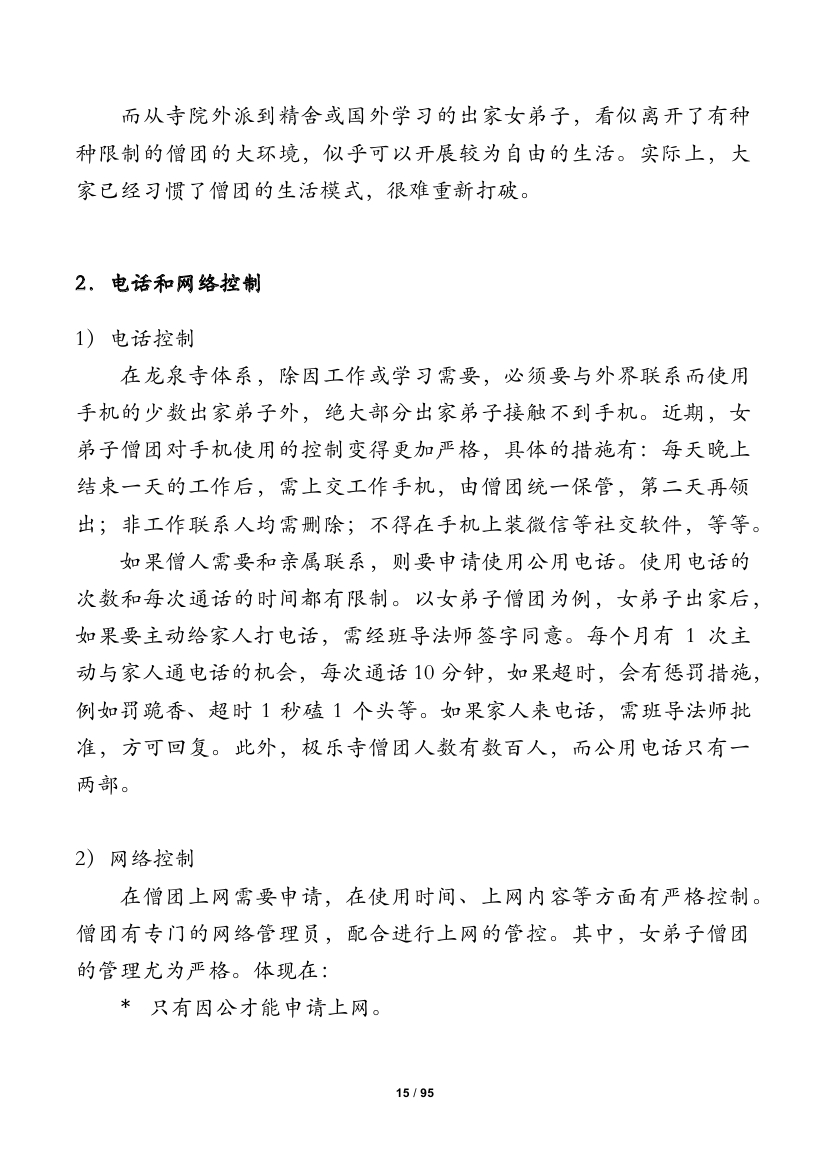 而从寺院外派到精舍或国外学习的出家女弟子，看似离开了有种
种限制的僧团的大环境，似乎可以开展较为自由的生活。实际上，大
家已经习惯了僧团的生活模式，很难重新打破。
2．电话和网络控制
1）电话控制
在龙泉寺体系，除因工作或学习需要，必须要与外界联系而使用
手机的少数出家弟子外，绝大部分出家弟子接触不到手机。近期，女
弟子僧团对手机使用的控制变得更加严格，具体的措施有：每天晚上
结束一天的工作后，需上交工作手机，由僧团统一保管，第二天再领
出；非工作联系人均需删除；不得在手机上装微信等社交软件，等等。
如果僧人需要和亲属联系，则要申请使用公用电话。使用电话的
次数和每次通话的时间都有限制。以女弟子僧团为例，女弟子出家后，
如果要主动给家人打电话，需经班导法师签字同意。每个月有 1 次主
动与家人通电话的机会，每次通话 10 分钟，如果超时，会有惩罚措施，
例如罚跪香、超时 1 秒磕 1 个头等。如果家人来电话，需班导法师批
准，方可回复。此外，极乐寺僧团人数有数百人，而公用电话只有一
两部。
2）网络控制
在僧团上网需要申请，在使用时间、上网内容等方面有严格控制。
僧团有专门的网络管理员，配合进行上网的管控。其中，女弟子僧团
的管理尤为严格。体现在：
* 只有因公才能申请上网。
15 / 95